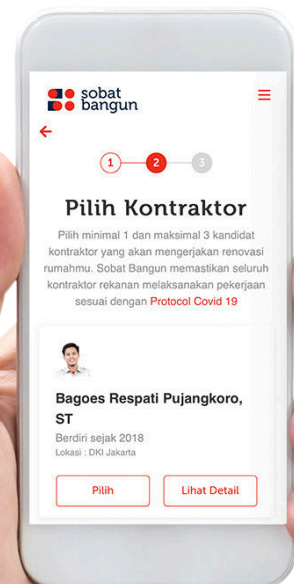 sobat
bangun
1 2 3
Pilih Kontraktor
Pilih minimal 1 dan maksimal 3 kandidat
kontraktor yang akan mengerjakan renovasi
rumahmu. Sobat Bangun memastikan seluruh
kontraktor rekanan melaksanakan pekerjaan
sesuai dengan Protocol Covid 19
Bagoes Respati Pujangkoro,
ST
Berdiri sejak 2018
Lokasi : DKI Jakarta
Pilih Lihat Detail